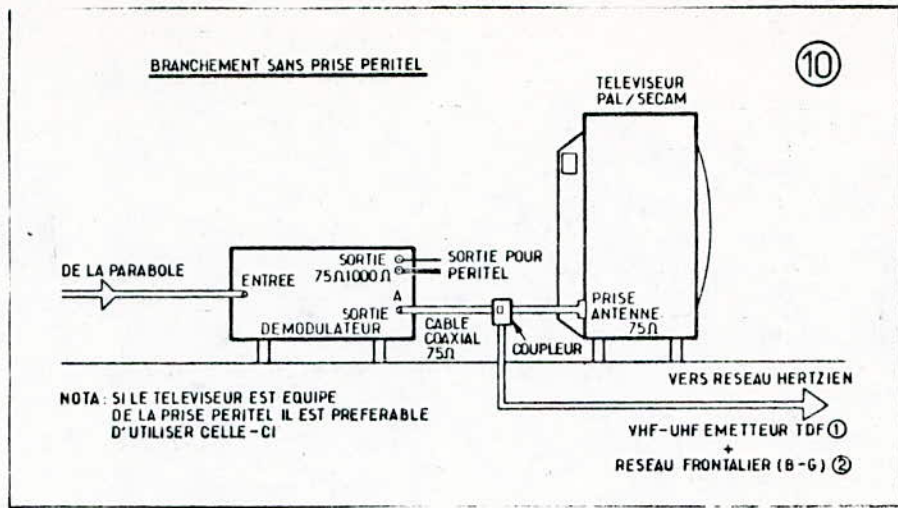 BRANCHEMENT SANS PRISE PERITEL
10
TELEVISEUR
PAL/SECAM
DE LA PARABOLE
ENTREE
SORTIE
75Ω1000Ω
SORTIE POUR
PERITEL
A
SORTIE
DEMODULATEUR
CABLE
COAXIAL
75Ω
COUPLEUR
PRISE
ANTENNE
75Ω
NOTA: SI LE TELEVISEUR EST EQUIPE
DE LA PRISE PERITEL IL EST PREFERABLE
D'UTILISER CELLE-CI
VERS RESEAU HERTZIEN
VHF-UHF EMETTEUR TDF ①
+
RESEAU FRONTALIER (B-G) ②